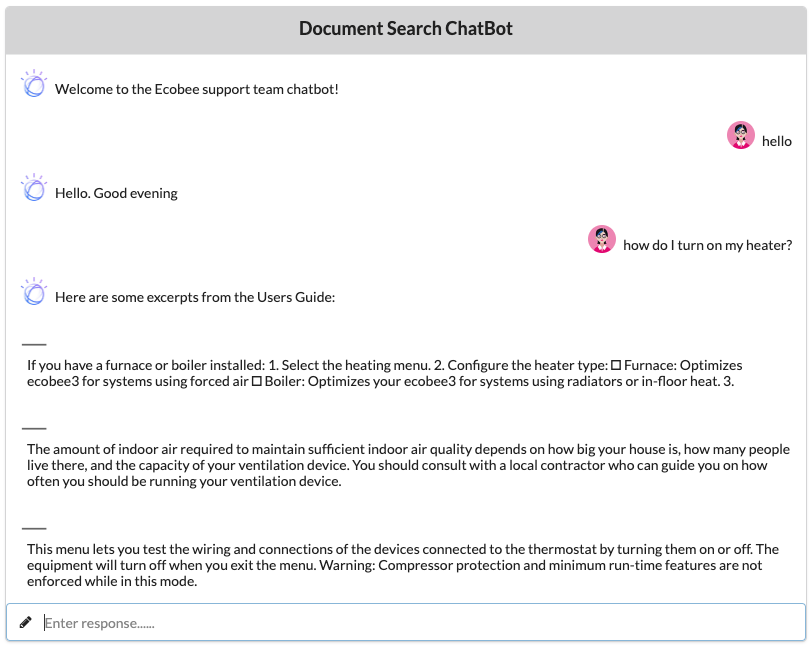 Document Search ChatBot
Welcome to the Ecobee support team chatbot!
hello
Hello. Good evening
how do I turn on my heater?
Here are some excerpts from the Users Guide:
If you have a furnace or boiler installed: 1. Select the heating menu. 2. Configure the heater type: ☐ Furnace: Optimizes
ecobee3 for systems using forced air ☐ Boiler: Optimizes your ecobee3 for systems using radiators or in-floor heat. 3.
The amount of indoor air required to maintain sufficient indoor air quality depends on how big your house is, how many people
live there, and the capacity of your ventilation device. You should consult with a local contractor who can guide you on how
often you should be running your ventilation device.
This menu lets you test the wiring and connections of the devices connected to the thermostat by turning them on or off. The
equipment will turn off when you exit the menu. Warning: Compressor protection and minimum run-time features are not
enforced while in this mode.
Enter response......